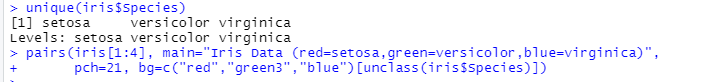 > unique(iris$Species)
[1] setosa     versicolor virginica
Levels: setosa versicolor virginica
> pairs(iris[1:4], main="Iris Data (red=setosa,green=versicolor,blue=virginica)",
+       pch=21, bg=c("red","green3","blue")[unclass(iris$Species)])